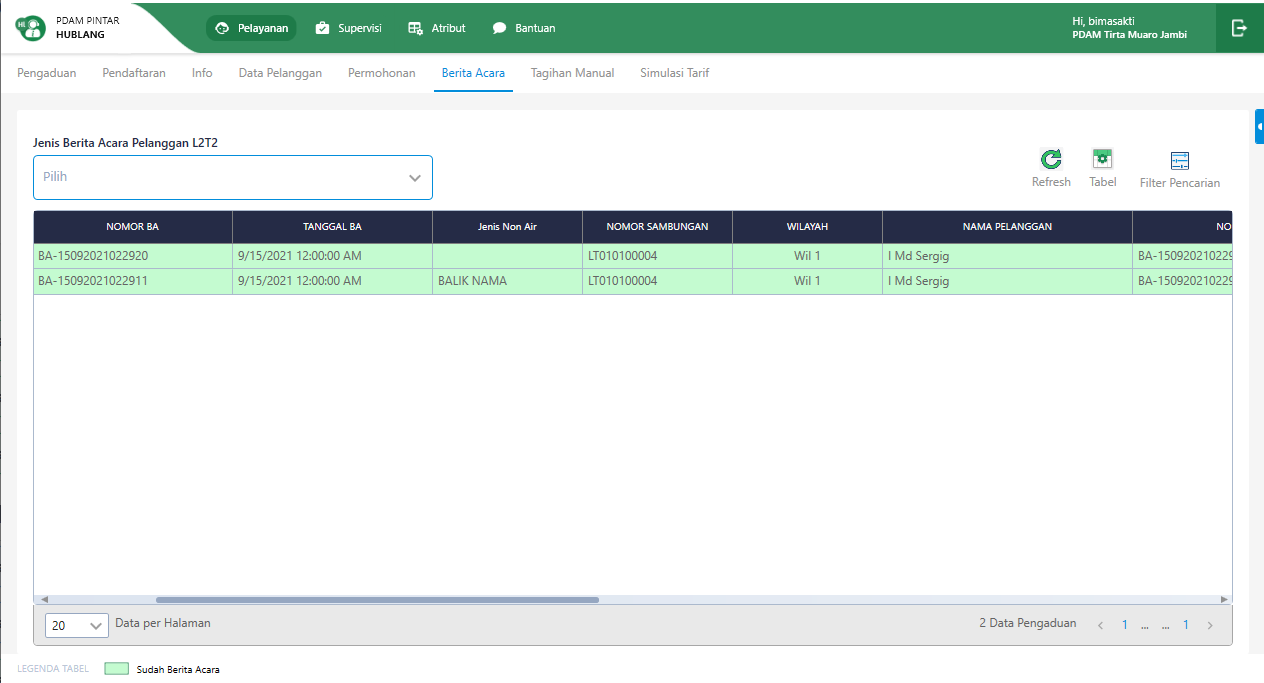 PDAM PINTAR
HUBLANG
Pelayanan
Supervisi
Atribut
Bantuan
Hi, bimasakti
PDAM Tirta Muaro Jambi
Pengaduan
Pendaftaran
Info
Data Pelanggan
Permohonan
Berita Acara
Tagihan Manual
Simulasi Tarif
Jenis Berita Acara Pelanggan L2T2
Pilih
Refresh
Tabel
Filter Pencarian
NOMOR BA TANGGAL BA Jenis Non Air NOMOR SAMBUNGAN WILAYAH NAMA PELANGGAN NO
BA-15092021022920 9/15/2021 12:00:00 AM LT010100004 Wil 1 I Md Sergig BA-150920210229
BA-15092021022911 9/15/2021 12:00:00 AM BALIK NAMA LT010100004 Wil 1 I Md Sergig BA-150920210229
20 Data per Halaman
2 Data Pengaduan
1 ... ... 1
LEGENDA TABEL
Sudah Berita Acara